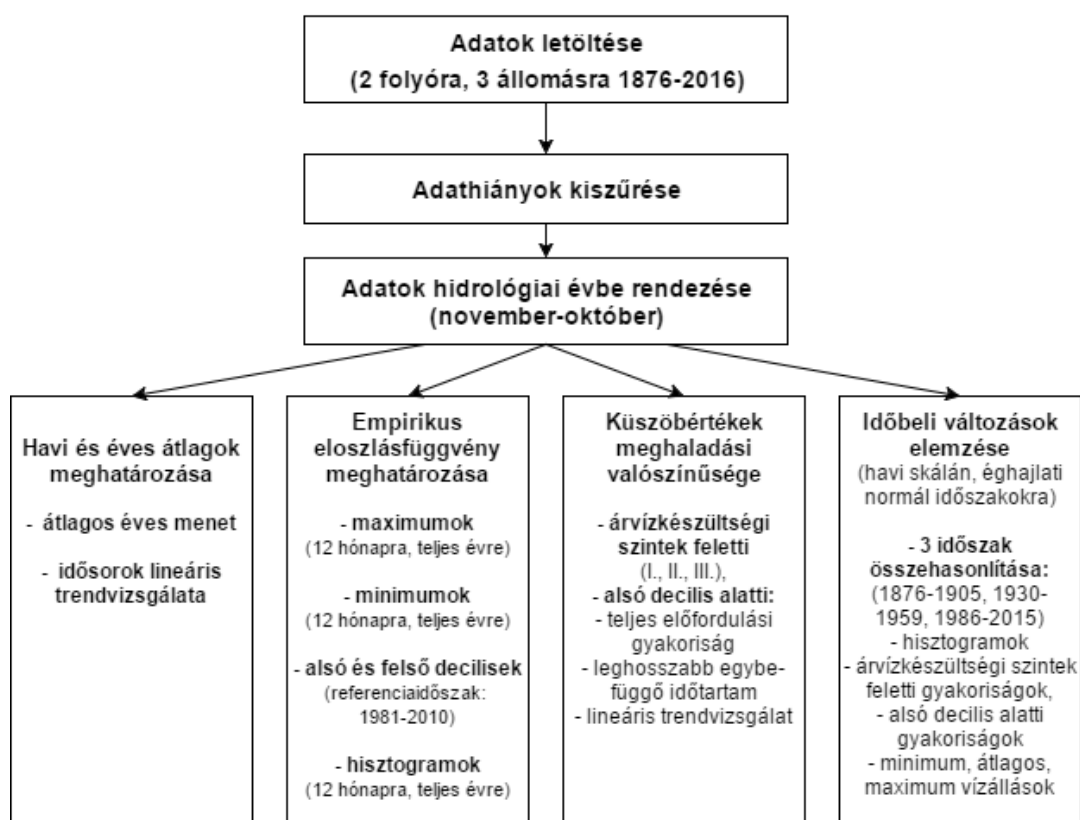 Adatok letöltése
(2 folyóra, 3 állomásra 1876-2016)
Adathiányok kiszűrése
Adatok hidrológiai évbe rendezése
(november-október)
Havi és éves átlagok
meghatározása
- átlagos éves menet
- idősorok lineáris
trendvizsgálata
Empirikus
eloszlásfüggvény
meghatározása
- maximumok
(12 hónapra, teljes évre)
- minimumok
(12 hónapra, teljes évre)
- alsó és felső decilisek
(referenciaidőszak:
1981-2010)
- hisztogramok
(12 hónapra, teljes évre)
Küszöbértékek
meghaladási
valószínűsége
- árvízkészültségi
szintek feletti
(I., II., III.),
- alsó decilis alatti:
- teljes előfordulási
gyakoriság
- leghosszabb egybe-
függő időtartam
- lineáris trendvizsgálat
Időbeli változások
elemzése
(havi skálán, éghajlati
normál időszakokra)
- 3 időszak
összehasonlítása:
(1876-1905, 1930-
1959, 1986-2015)
- hisztogramok
- árvízkészültségi szintek
feletti gyakoriságok,
- alsó decilis alatti
gyakoriságok
- minimum, átlagos,
maximum vízállások